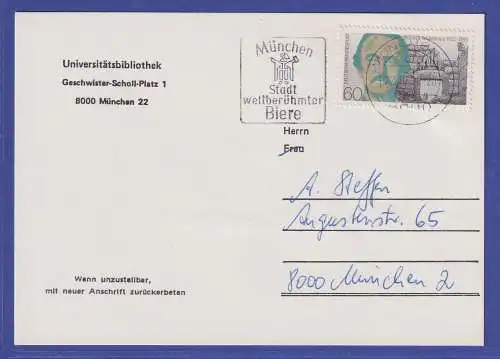 Universitätsbibliothek
Geschwister-Scholl-Platz 1
8000 München 22
München
Stadt
weltberühmter
Biere
60
Herrn
Frau
A. Steffen
Augustenstr. 65
8000 München 2
Wenn unzustellbar,
mit neuer Anschrift zurückerbeten